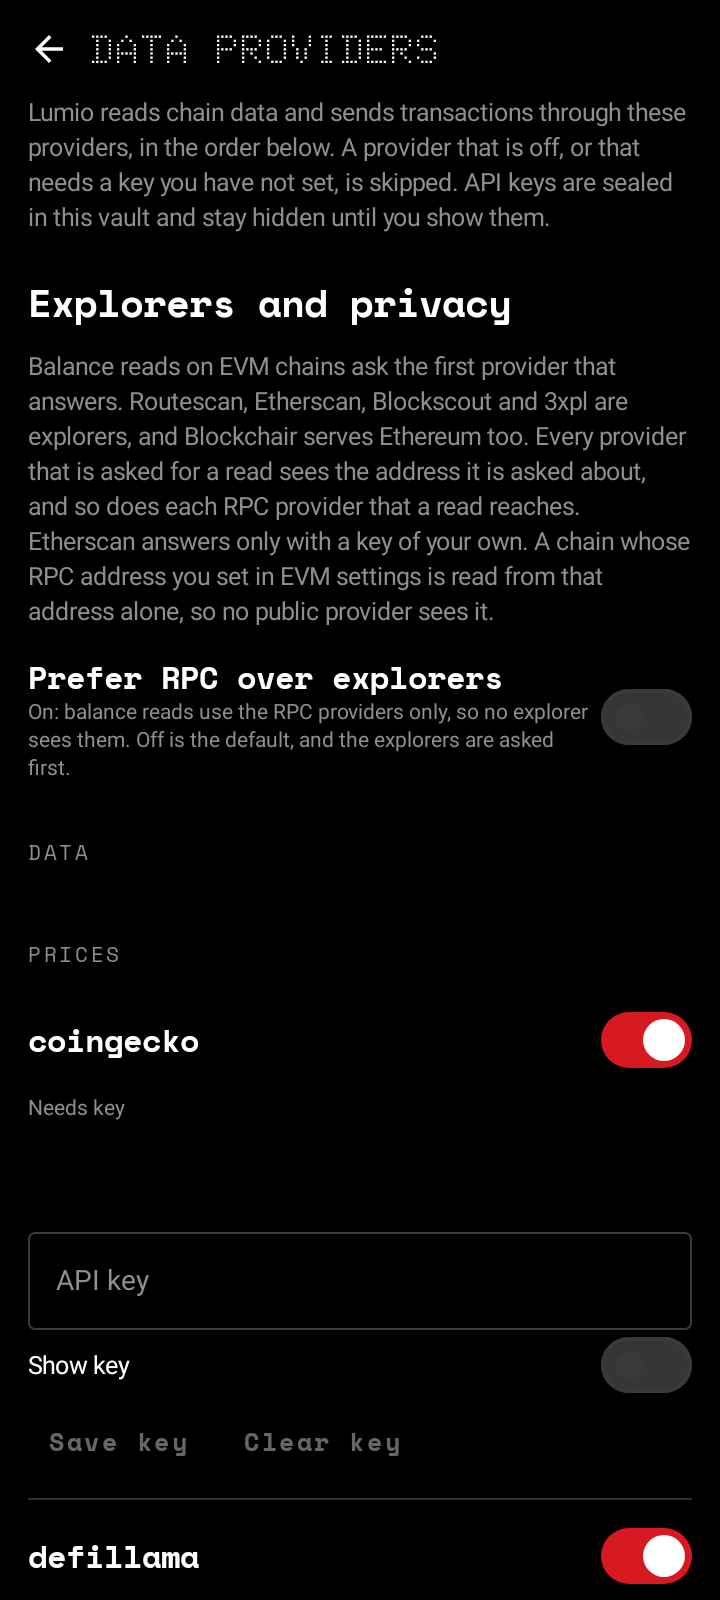 DATA PROVIDERS
Lumio reads chain data and sends transactions through these
providers, in the order below. A provider that is off, or that
needs a key you have not set, is skipped. API keys are sealed
in this vault and stay hidden until you show them.
Explorers and privacy
Balance reads on EVM chains ask the first provider that
answers. Routescan, Etherscan, Blockscout and 3xpl are
explorers, and Blockchair serves Ethereum too. Every provider
that is asked for a read sees the address it is asked about,
and so does each RPC provider that a read reaches.
Etherscan answers only with a key of your own. A chain whose
RPC address you set in EVM settings is read from that
address alone, so no public provider sees it.
Prefer RPC over explorers
On: balance reads use the RPC providers only, so no explorer
sees them. Off is the default, and the explorers are asked
first.
DATA
PRICES
coingecko
Needs key
API key
Show key
Save key Clear key
defillama